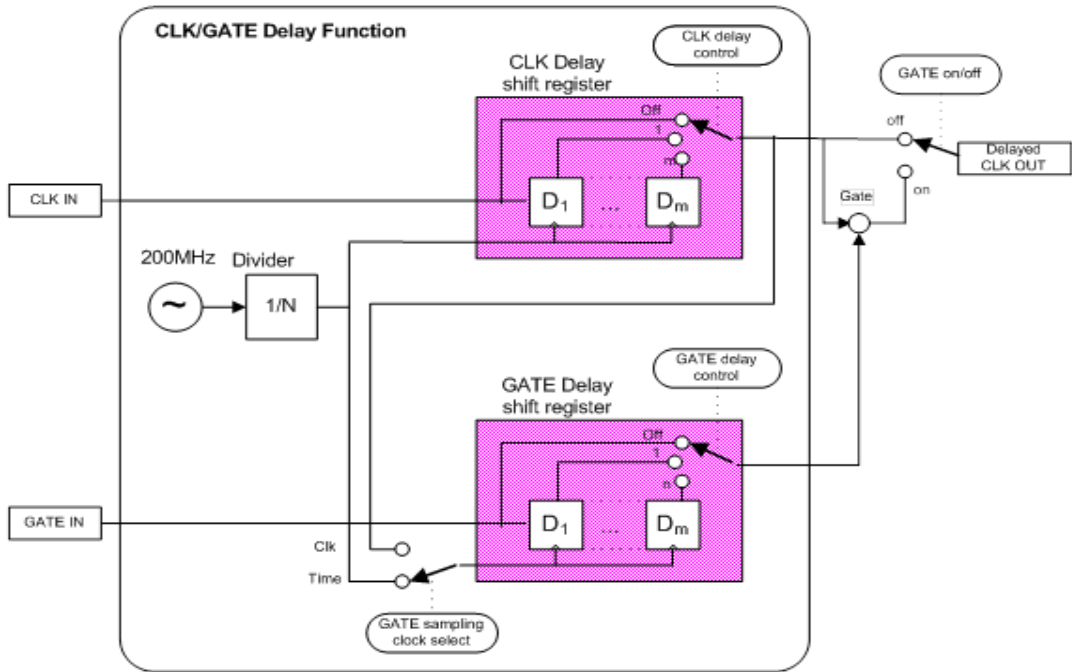 CLK/GATE Delay Function
CLK delay
control
CLK Delay
shift register
GATE on/off
Off
1
m
off
Delayed
CLK OUT
on
Gate
CLK IN
D1
...
Dm
200MHz
Divider
~
1/N
GATE delay
control
GATE Delay
shift register
Off
1
n
GATE IN
D1
...
Dm
Clk
Time
GATE sampling
clock select